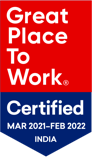 Great
Place
To
Work®
Certified
MAR 2021-FEB 2022
INDIA